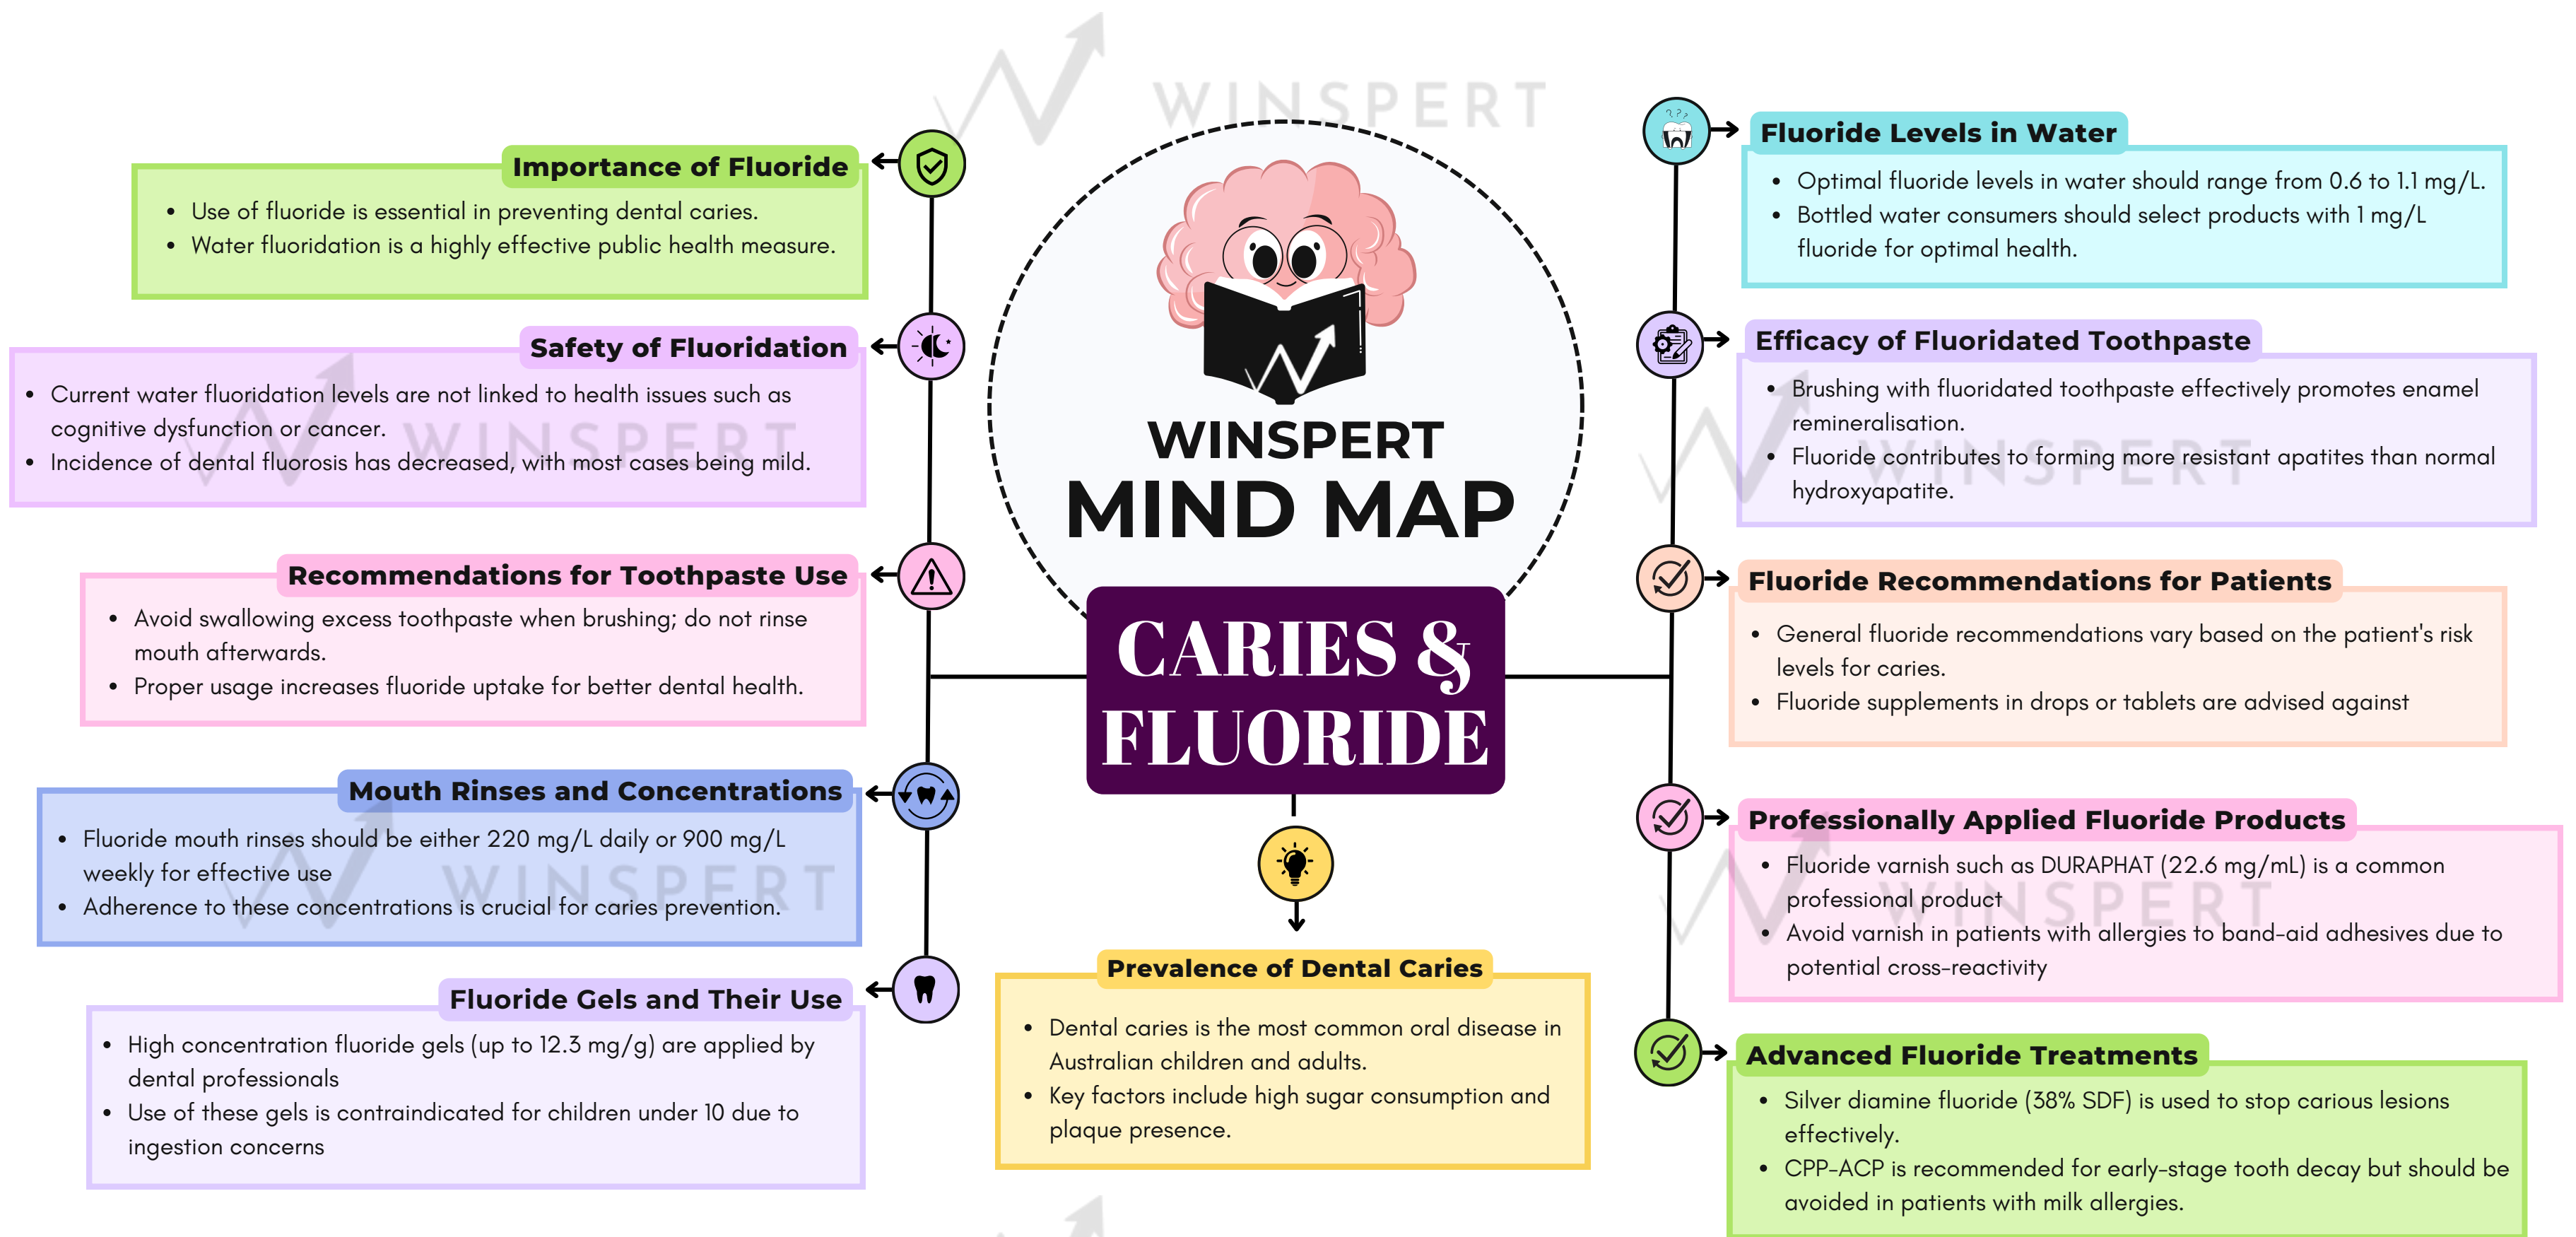 WINSPERT
Importance of Fluoride
• Use of fluoride is essential in preventing dental caries.
• Water fluoridation is a highly effective public health measure.
Safety of Fluoridation
• Current water fluoridation levels are not linked to health issues such as
cognitive dysfunction or cancer.
• Incidence of dental fluorosis has decreased, with most cases being mild.
WINSPERT
Recommendations for Toothpaste Use
• Avoid swallowing excess toothpaste when brushing; do not rinse
mouth afterwards.
• Proper usage increases fluoride uptake for better dental health.
Mouth Rinses and Concentrations
• Fluoride mouth rinses should be either 220 mg/L daily or 900 mg/L
weekly for effective use
• Adherence to these concentrations is crucial for caries prevention.
WINSPERT
Fluoride Gels and Their Use
• High concentration fluoride gels (up to 12.3 mg/g) are applied by
dental professionals
• Use of these gels is contraindicated for children under 10 due to
ingestion concerns
WINSPERT
MIND MAP
CARIES &
FLUORIDE
Prevalence of Dental Caries
• Dental caries is the most common oral disease in
Australian children and adults.
• Key factors include high sugar consumption and
plaque presence.
???
Fluoride Levels in Water
• Optimal fluoride levels in water should range from 0.6 to 1.1 mg/L.
• Bottled water consumers should select products with 1 mg/L
fluoride for optimal health.
Efficacy of Fluoridated Toothpaste
• Brushing with fluoridated toothpaste effectively promotes enamel
remineralisation.
• Fluoride contributes to forming more resistant apatites than normal
hydroxyapatite.
WINSPERT
Fluoride Recommendations for Patients
• General fluoride recommendations vary based on the patient's risk
levels for caries.
• Fluoride supplements in drops or tablets are advised against
Professionally Applied Fluoride Products
• Fluoride varnish such as DURAPHAT (22.6 mg/mL) is a common
professional product
• Avoid varnish in patients with allergies to band-aid adhesives due to
potential cross-reactivity
WINSPERT
Advanced Fluoride Treatments
• Silver diamine fluoride (38% SDF) is used to stop carious lesions
effectively.
• CPP-ACP is recommended for early-stage tooth decay but should be
avoided in patients with milk allergies.